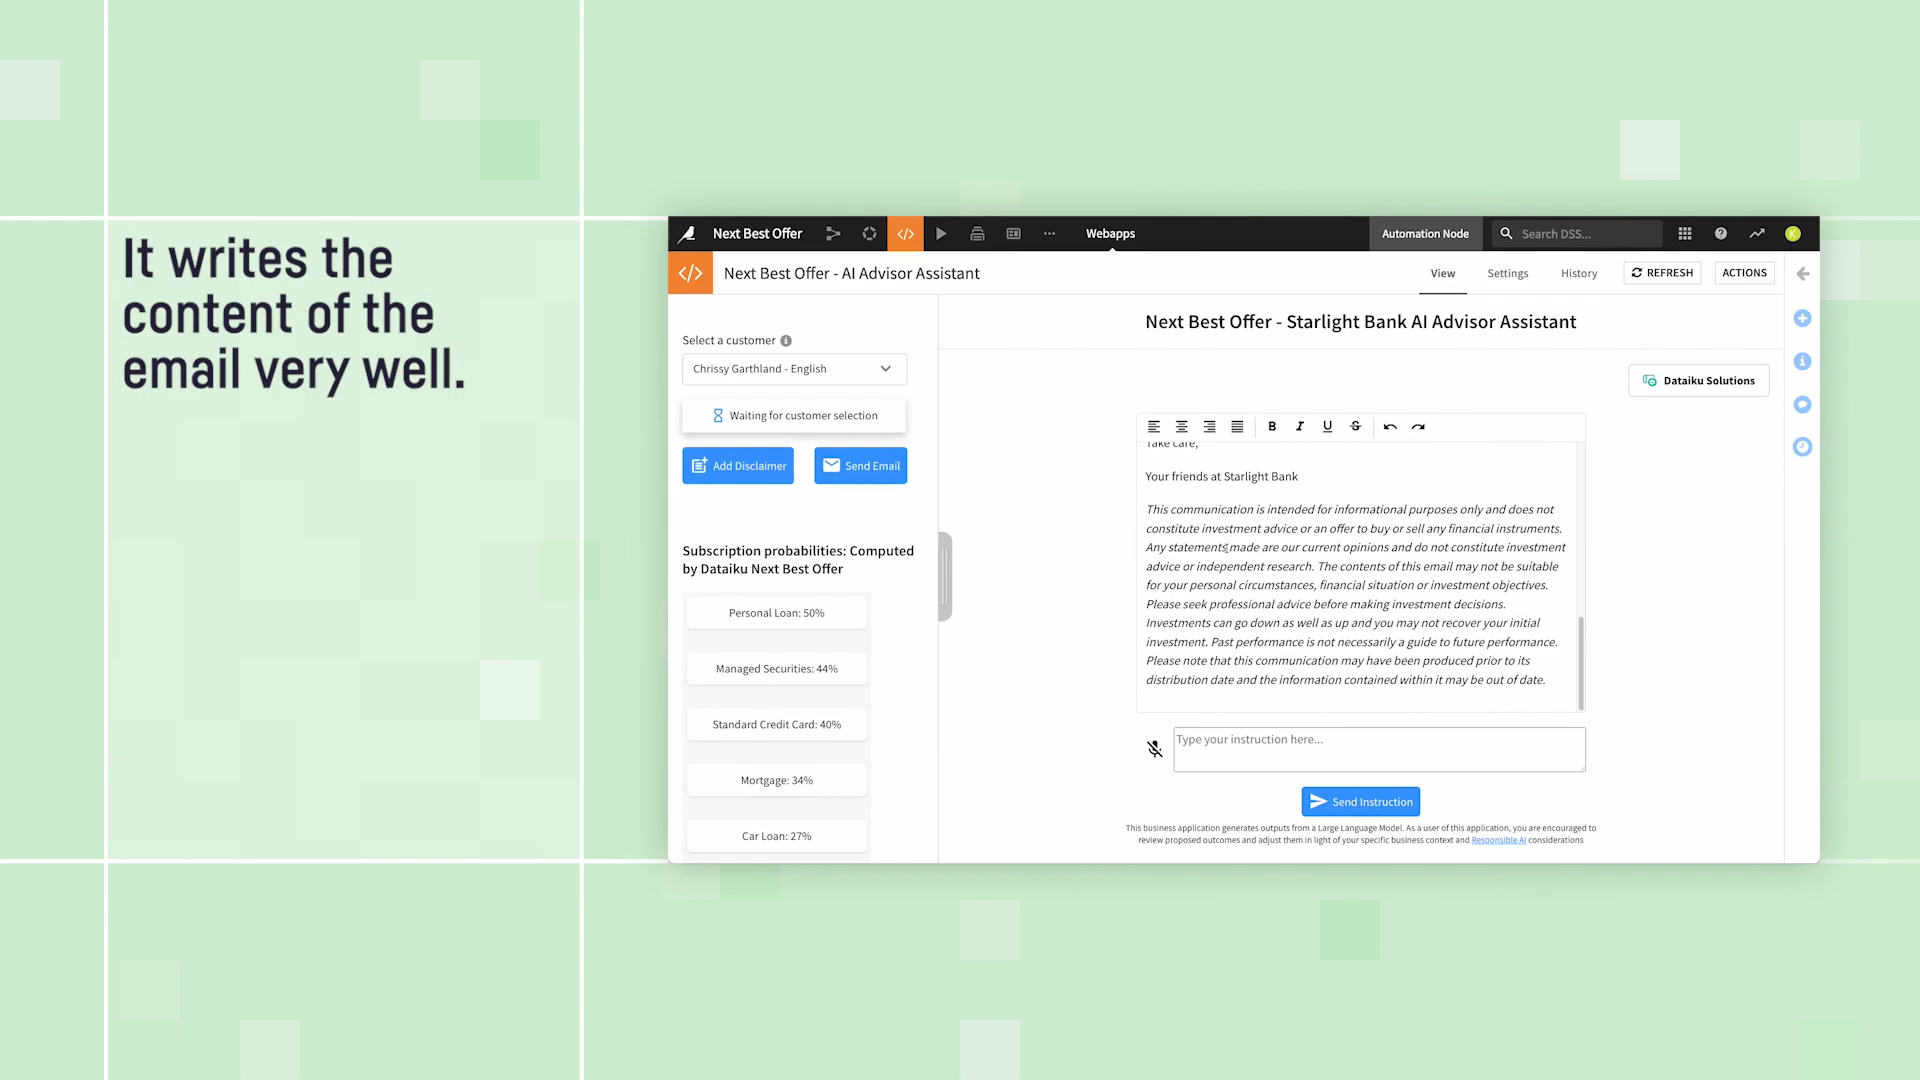 It writes the
content of the
email very well.
Next Best Offer
Webapps
Automation Node
Search DSS...
K
Next Best Offer - AI Advisor Assistant
View
Settings
History
REFRESH
ACTIONS
Next Best Offer - Starlight Bank AI Advisor Assistant
Select a customer
Chrissy Garthland - English
Waiting for customer selection
Add Disclaimer
Send Email
Subscription probabilities: Computed
by Dataiku Next Best Offer
Personal Loan: 50%
Managed Securities: 44%
Standard Credit Card: 40%
Mortgage: 34%
Car Loan: 27%
Dataiku Solutions
B I U S
Take care,
Your friends at Starlight Bank
This communication is intended for informational purposes only and does not
constitute investment advice or an offer to buy or sell any financial instruments.
Any statements made are our current opinions and do not constitute investment
advice or independent research. The contents of this email may not be suitable
for your personal circumstances, financial situation or investment objectives.
Please seek professional advice before making investment decisions.
Investments can go down as well as up and you may not recover your initial
investment. Past performance is not necessarily a guide to future performance.
Please note that this communication may have been produced prior to its
distribution date and the information contained within it may be out of date.
Type your instruction here...
Send Instruction
This business application generates outputs from a Large Language Model. As a user of this application, you are encouraged to
review proposed outcomes and adjust them in light of your specific business context and Responsible AI considerations